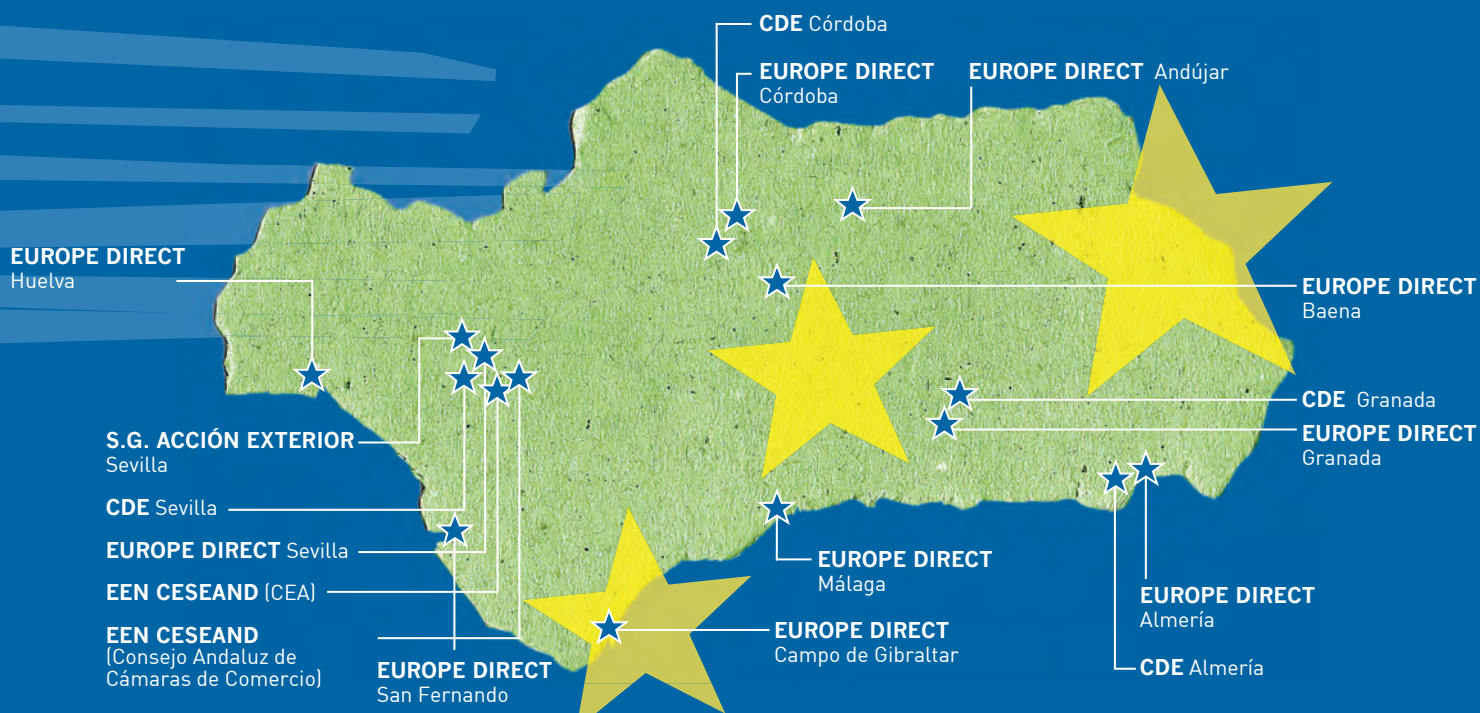 CDE Córdoba
EUROPE DIRECT
Córdoba
EUROPE DIRECT Andújar
EUROPE DIRECT
Huelva
EUROPE DIRECT
Baena
CDE Granada
EUROPE DIRECT
Granada
S.G. ACCIÓN EXTERIOR
Sevilla
CDE Sevilla
EUROPE DIRECT Sevilla
EEN CESEAND (CEA)
EEN CESEAND
(Consejo Andaluz de
Cámaras de Comercio)
EUROPE DIRECT
San Fernando
EUROPE DIRECT
Málaga
EUROPE DIRECT
Campo de Gibraltar
EUROPE DIRECT
Almería
CDE Almería